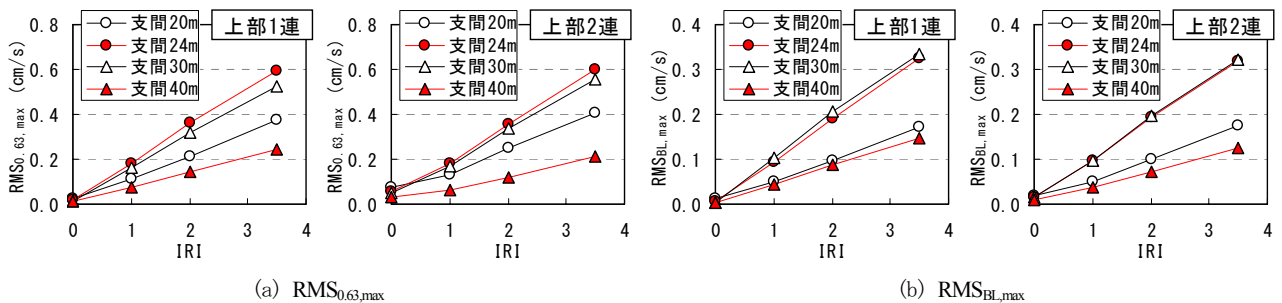 支間20m
支間24m
支間30m
支間40m
上部1連
RMS0.63, max (cm/s)
0.8
0.6
0.4
0.2
0.0
0 1 2 3 4
IRI
支間20m
支間24m
支間30m
支間40m
上部2連
RMS0.63, max (cm/s)
0.8
0.6
0.4
0.2
0.0
0 1 2 3 4
IRI
(a) RMS0.63,max
支間20m
支間24m
支間30m
支間40m
上部1連
RMSBL, max (cm/s)
0.4
0.3
0.2
0.1
0.0
0 1 2 3 4
IRI
支間20m
支間24m
支間30m
支間40m
上部2連
RMSBL, max (cm/s)
0.4
0.3
0.2
0.1
0.0
0 1 2 3 4
IRI
(b) RMSBL,max